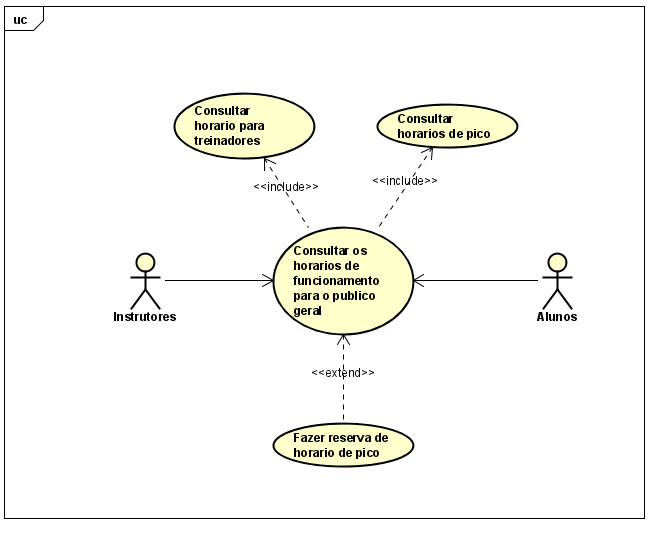 uc
Consultar
horario para
treinadores
Consultar
horarios de pico
<<include>>
<<include>>
Consultar os
horarios de
funcionamento
para o publico
geral
Instrutores
Alunos
<<extend>>
Fazer reserva de
horario de pico